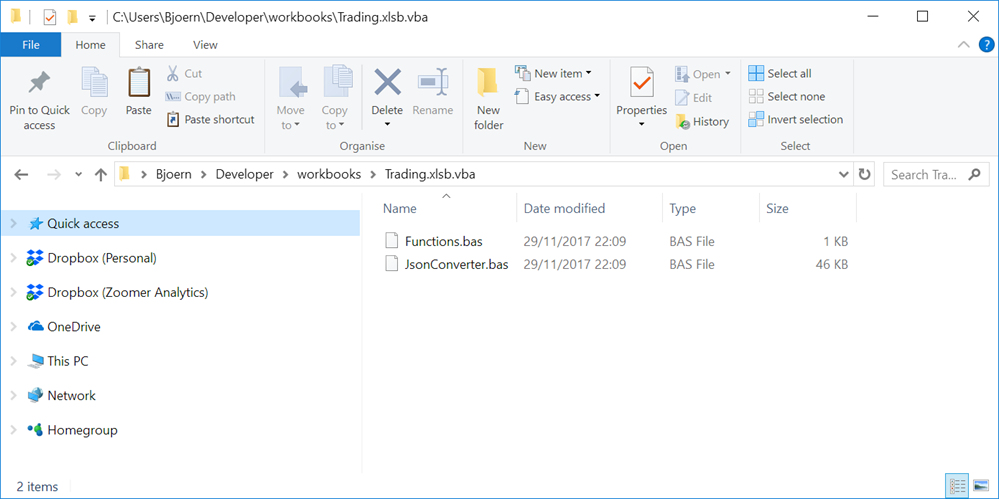 C:\Users\Bjoern\Developer\workbooks\Trading.xlsb.vba
File Home Share View
Pin to Quick access
Copy
Paste
Cut
Copy path
Paste shortcut
Clipboard
Move to
Copy to
Delete
Rename
Organise
New folder
New item
Easy access
New
Properties
Open
Edit
History
Open
Select all
Select none
Invert selection
Select
Bjoern Developer workbooks Trading.xlsb.vba
Search Tra...
Quick access
Dropbox (Personal)
Dropbox (Zoomer Analytics)
OneDrive
This PC
Network
Homegroup
Name Date modified Type Size
Functions.bas 29/11/2017 22:09 BAS File 1 KB
JsonConverter.bas 29/11/2017 22:09 BAS File 46 KB
2 items